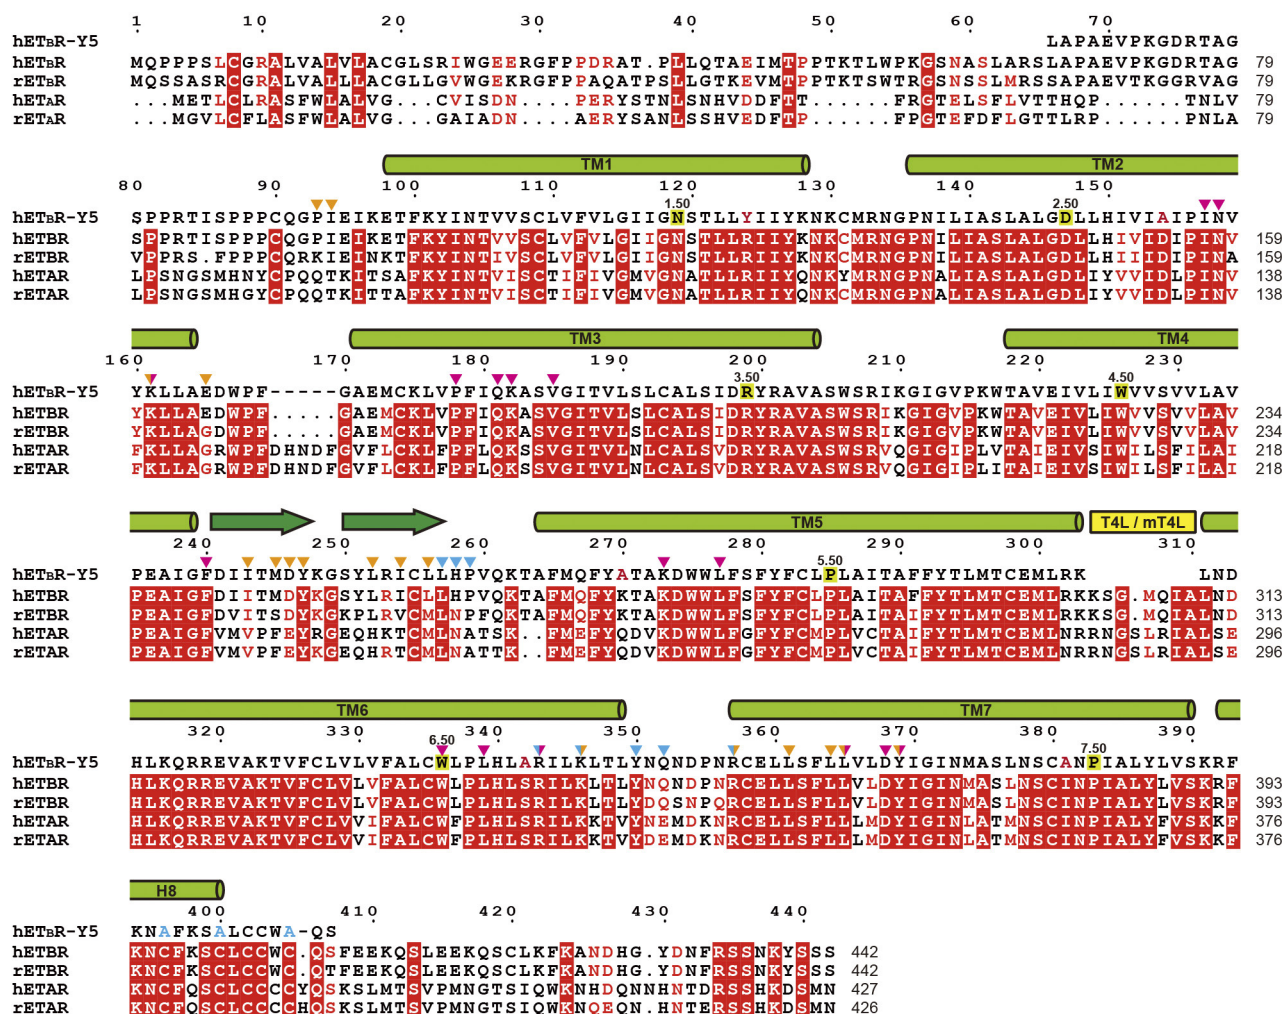 1 10 20 30 40 50 60 70
hETBR-Y5 LAPAEVPKGDRTAG
hETBR MQPPPSLCGRALVALVLACGLSRIWGEERGFPPDRAT.PLLQTAEIMTPPTKTLWPKGSNASLARSLAPAEVPKGDRTAG 79
rETBR MQSSASRCGRALVALLLACGLLGVWGEKRGFPPAQATPSLLGTKEVMTPPTKTSWTKGSNSSLMRSSAPAEVTKGGRVAG 79
hETAR ...METLCLRASFWLALVG...CVISDN...PERYSTNLSNHVDDFTT......FRGTELSFLVTTHQP......TNLV 79
rETAR ...MGVLCFLASFWLALVG...GAIADN...AERYSANLSSHVEDFTP......FPGTEFDFLGTTLRP......PNLA 79
TM1 TM2
80 90 100 110 120 130 140 150
1.50 2.50
hETBR-Y5 SPPRTISPPPCQGPIEIKETFKYINTVVSCLVFVLGIIGNSTLLYIIYKNKCMRNGPNILIASLALGDLLHIVIAIPINV
hETBR SPPRTISPPPCQGPIEIKETFKYINTVVSCLVFVLGIIGNSTLLRIIYKNKCMRNGPNILIASLALGDLLHIVIDIPINV 159
rETBR VPPRS.FPPPCQRKIEINKTFKYINTIVSCLVFVLGIIGNSTLLRIIYKNKCMRNGPNILIASLALGDLLHIIIDIPINA 159
hETAR LPSNGSMHNYCPQQTKITSAFKYINTVISCTIFIVGMVGNATLLRIIYQNKYMRNGPNALIASLALGDLIYVVIDLPINV 138
rETAR LPSNGSMHGYCPQQTKITTAFKYINTVISCTIFIVGMVGNATLLRIIYQNKCMRNGPNALIASLALGDLIYVVIDLPINV 138
TM3 TM4
160 170 180 190 200 210 220 230
3.50 4.50
hETBR-Y5 YKLLAEDWPF-----GAEMCKLVPFIQKASVGITVLSLCALSIDRYRAVASWSRIKGIGVPKWTAVEIVLIWVVSVVLAV
hETBR YKLLAEDWPF.....GAEMCKLVPFIQKASVGITVLSLCALSIDRYRAVASWSRIKGIGVPKWTAVEIVLIWVVSVVLAV 234
rETBR YKLLAGDWPF.....GAEMCKLVPFIQKASVGITVLSLCALSIDRYRAVASWSRIKGIGVPKWTAVEIVLIWVVSVVLAV 234
hETAR FKLLAGRWPFDHNDFGVFLCKLFPFLQKSSVGITVLNLCALSVDRYRAVASWSRVQGIGIPLVTAIEIVSIWILSFILAI 218
rETAR FKLLAGRWPFDHNDFGVFLCKLFPFLQKSSVGITVLNLCALSVDRYRAVASWSRVQGIGIPLITAIEIVSIWILSFILAI 218
TM5 T4L / mT4L
240 250 260 270 280 290 300 310
5.50
hETBR-Y5 PEAIGFDIITMDYKGSYLRICLLHPVQKTAFMQFYATAKDWWLFSFYFCLPLAITAFFYTLMTCEMLRK LND
hETBR PEAIGFDIITMDYKGSYLRICLLHPVQKTAFMQFYKTAKDWWLFSFYFCLPLAITAFFYTLMTCEMLRKKSG.MQIALND 313
rETBR PEAIGFDVITSDYKGKPLRVCMLNPFQKTAFMQFYKTAKDWWLFSFYFCLPLAITAIFYTLMTCEMLRKKSG.MQIALND 313
hETAR PEAIGFVMVPFEYRGEQHKTCMLNATSK..FMEFYQDVKDWWLFGFYFCMPLVCTAIFYTLMTCEMLNRRNGSLRIALSE 296
rETAR PEAIGFVMVPFEYKGEQHRTCMLNATTK..FMEFYQDVKDWWLFGFYFCMPLVCTAIFYTLMTCEMLNRRNGSLRIALSE 296
TM6 TM7
320 330 340 350 360 370 380 390
6.50 7.50
hETBR-Y5 HLKQRREVAKTVFCLVLVFALCWLPLHLARILKLTLYNQNDPNRCELLSFLLVLDYIGINMASLNSCANPIALYLVSKRF
hETBR HLKQRREVAKTVFCLVLVFALCWLPLHLSRILKLTLYNQNDPNRCELLSFLLVLDYIGINMASLNSCINPIALYLVSKRF 393
rETBR HLKQRREVAKTVFCLVLVFALCWLPLHLSRILKLTLYDQSNPQRCELLSFLLVLDYIGINMASLNSCINPIALYLVSKRF 393
hETAR HLKQRREVAKTVFCLVVIFALCWFPLHLSRILKKTVYNEMDKNRCELLSFLLLMDYIGINLATMNSCINPIALYFVSKKF 376
rETAR HLKQRREVAKTVFCLVVIFALCWFPLHLSRILKKTVYDEMDKNRCELLSFLLLMDYIGINLATMNSCINPIALYFVSKKF 376
H8
400 410 420 430 440
hETBR-Y5 KNAFKSALCCWA-QS
hETBR KNCFKSCLCCWC.QSFEEKQSLEEKQSCLKFKANDHG.YDNFRSSNKYSSS 442
rETBR KNCFKSCLCCWC.QTFEEKQSLEEKQSCLKFKANDHG.YDNFRSSNKYSSS 442
hETAR KNCFQSCLCCCCYQSKSLMTSVPMNGTSIQWKNHDQNNHNTDRSSHKDSMN 427
rETAR KNCFQSCLCCCCHQSKSLMTSVPMNGTSIQWKNQEQN.HNTERSSHKDSMN 426